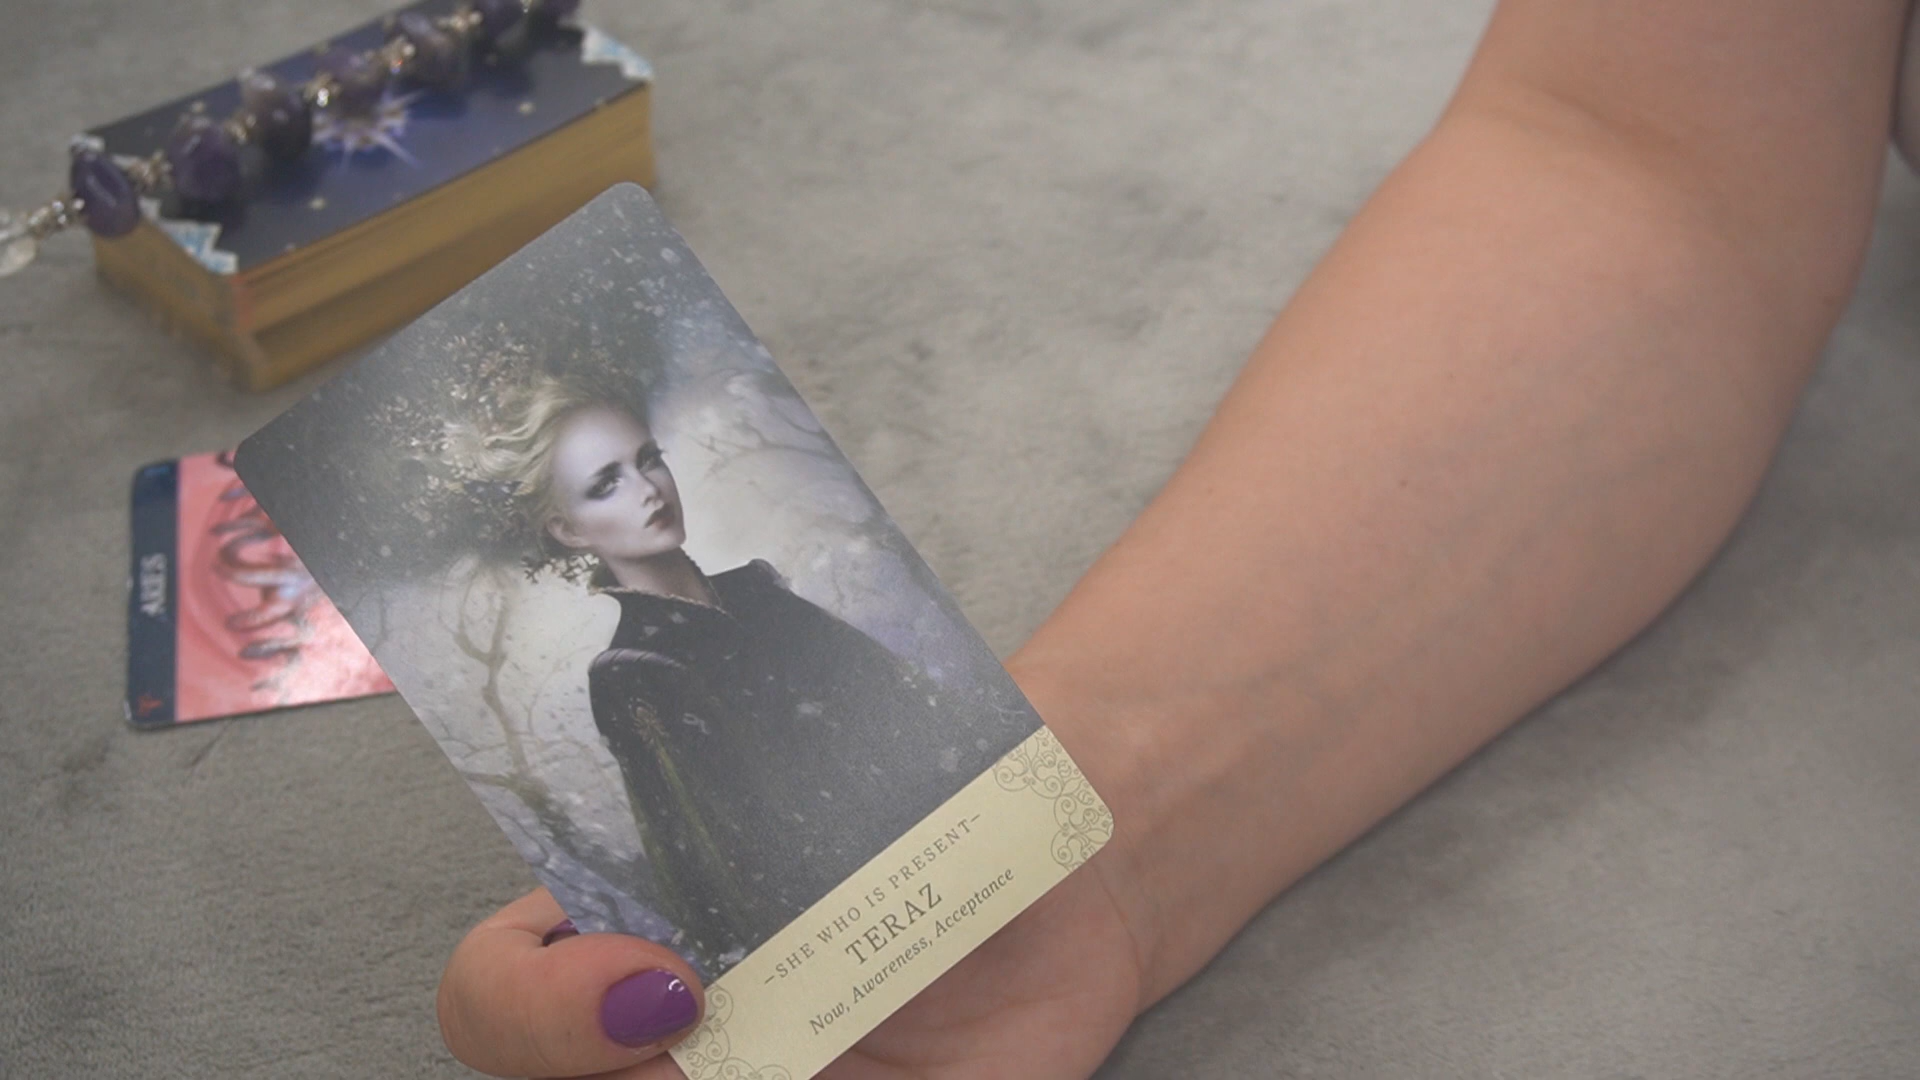 ARIES
—SHE WHO IS PRESENT—
TERAZ
Now, Awareness, Acceptance